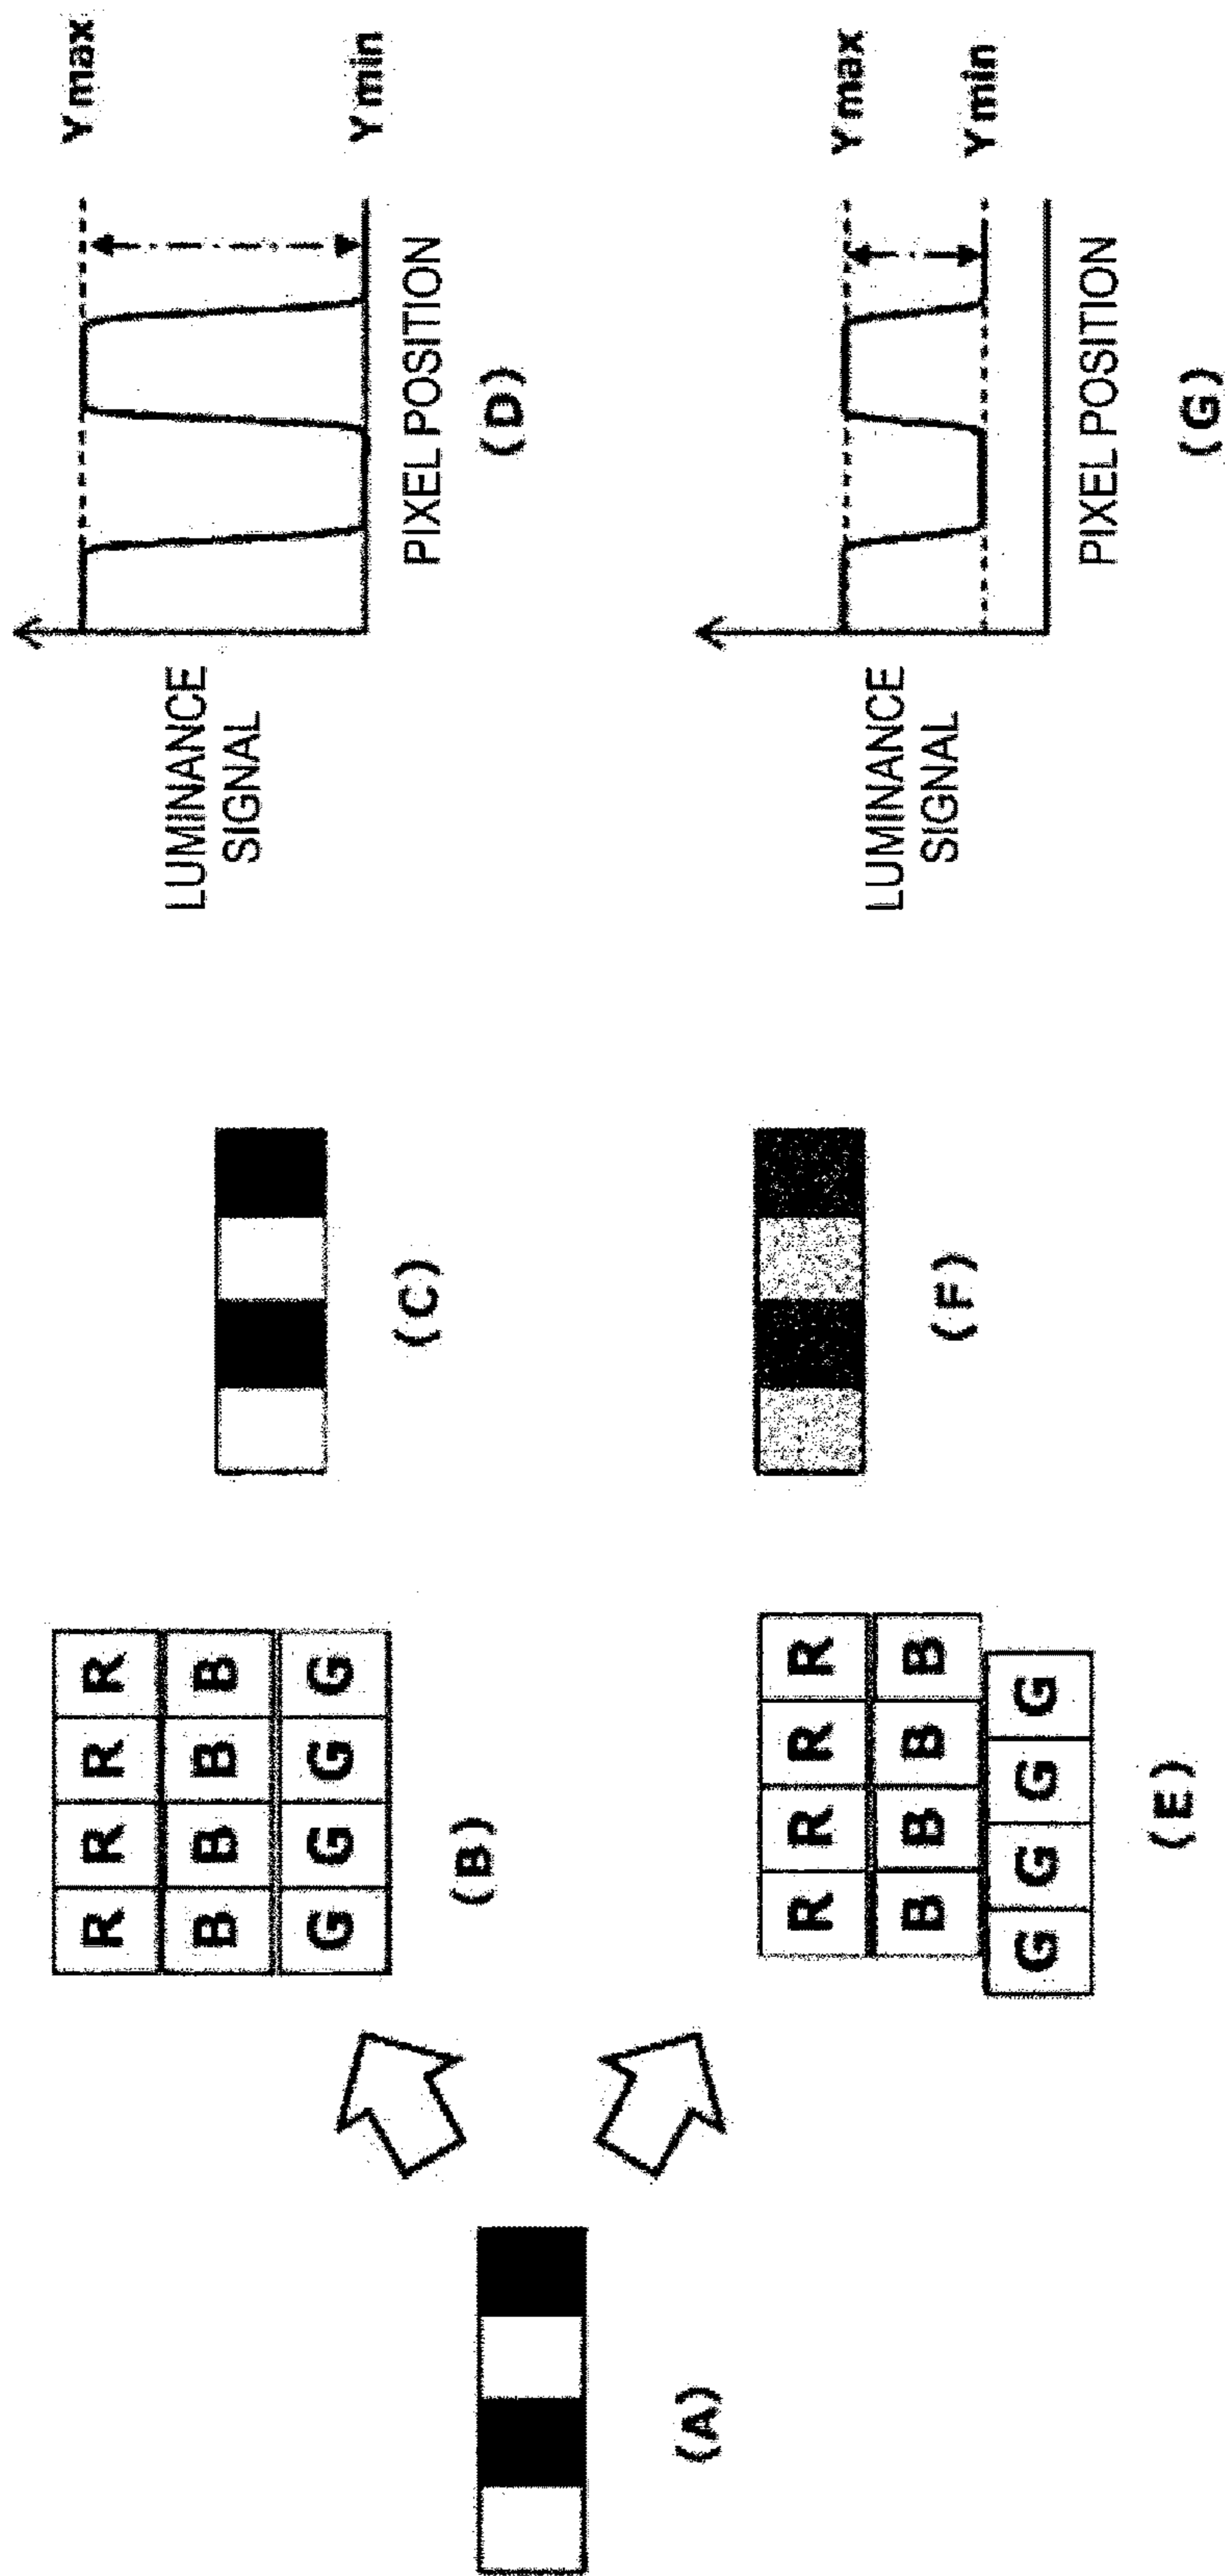 (A)
R R R R
B B B B
G G G G
(B)
(C)
LUMINANCE
SIGNAL
Y max
Y min
PIXEL POSITION
(D)
R R R R
B B B B
G G G G
(E)
(F)
LUMINANCE
SIGNAL
Y max
Y min
PIXEL POSITION
(G)